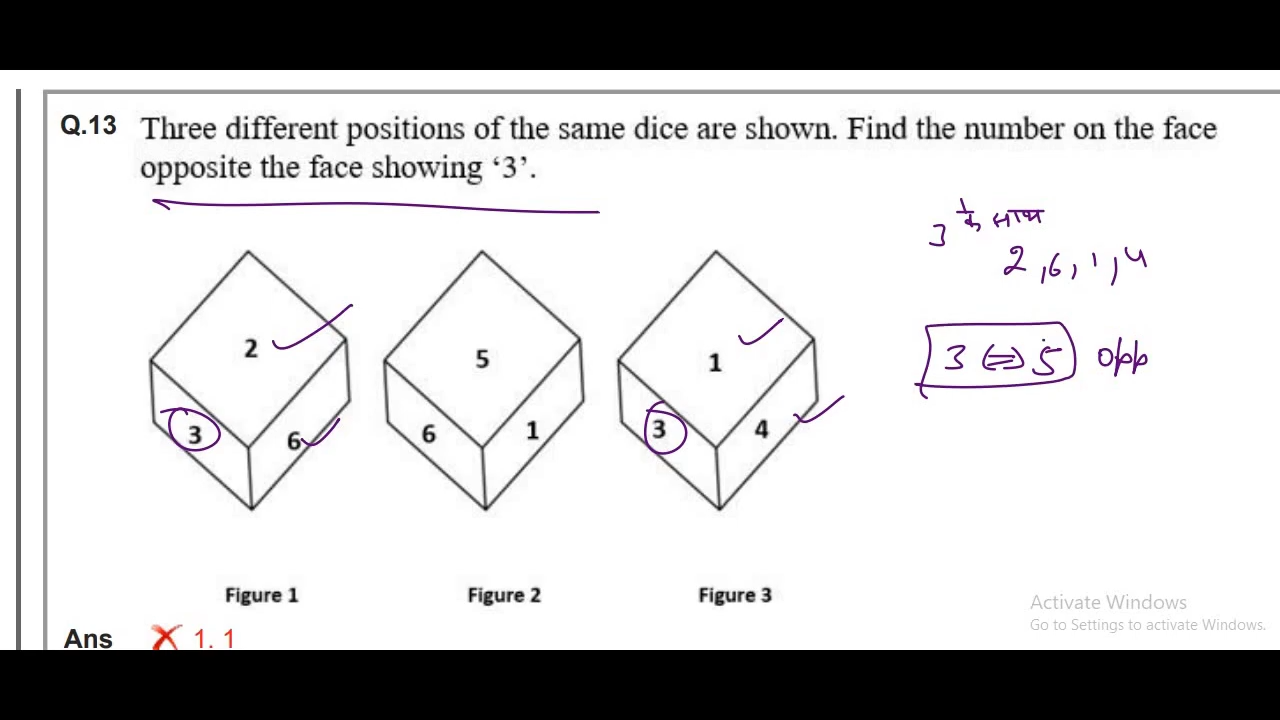 Q.13 Three different positions of the same dice are shown. Find the number on the face
opposite the face showing ‘3’.
3 के साथ
2, 6, 1, 4
2
5
1
3 ⇔ 5 opp
3
6
6
1
3
4
Figure 1
Figure 2
Figure 3
Activate Windows
Go to Settings to activate Windows.
Ans 1. 1